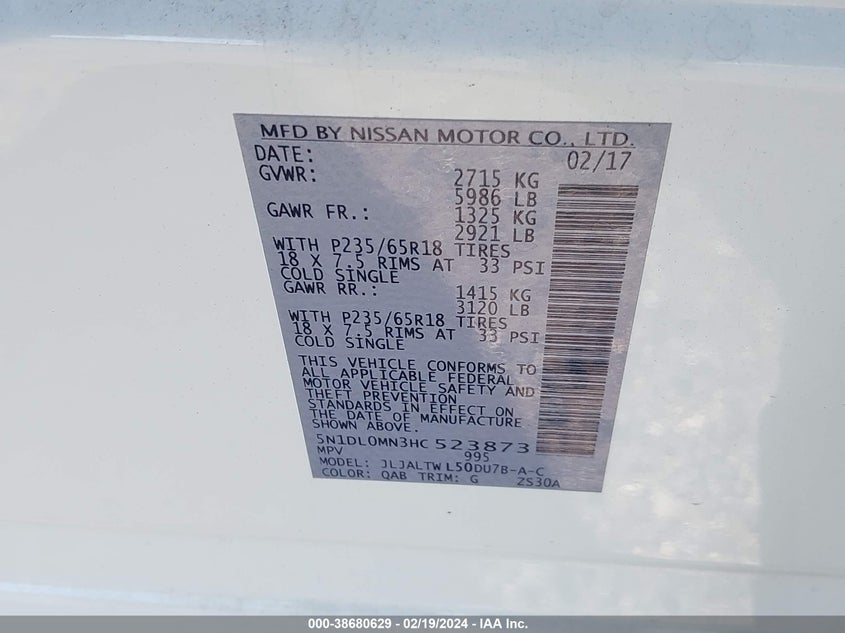 MFD BY NISSAN MOTOR CO., LTD.
DATE: 02/17
GVWR: 2715 KG
5986 LB
GAWR FR.: 1325 KG
2921 LB
WITH P235/65R18 TIRES
18 X 7.5 RIMS AT 33 PSI
COLD SINGLE
GAWR RR.: 1415 KG
3120 LB
WITH P235/65R18 TIRES
18 X 7.5 RIMS AT 33 PSI
COLD SINGLE
THIS VEHICLE CONFORMS TO
ALL APPLICABLE FEDERAL
MOTOR VEHICLE SAFETY AND
THEFT PREVENTION
STANDARDS IN EFFECT ON
THE DATE OF MANUFACTURE
SHOWN ABOVE.
5N1DL0MN3HC 523873
MPV 995
MODEL: JLJALTW L50DU7B-A-C
COLOR: QAB TRIM: G ZS30A
000-38680629 - 02/19/2024 - IAA Inc.